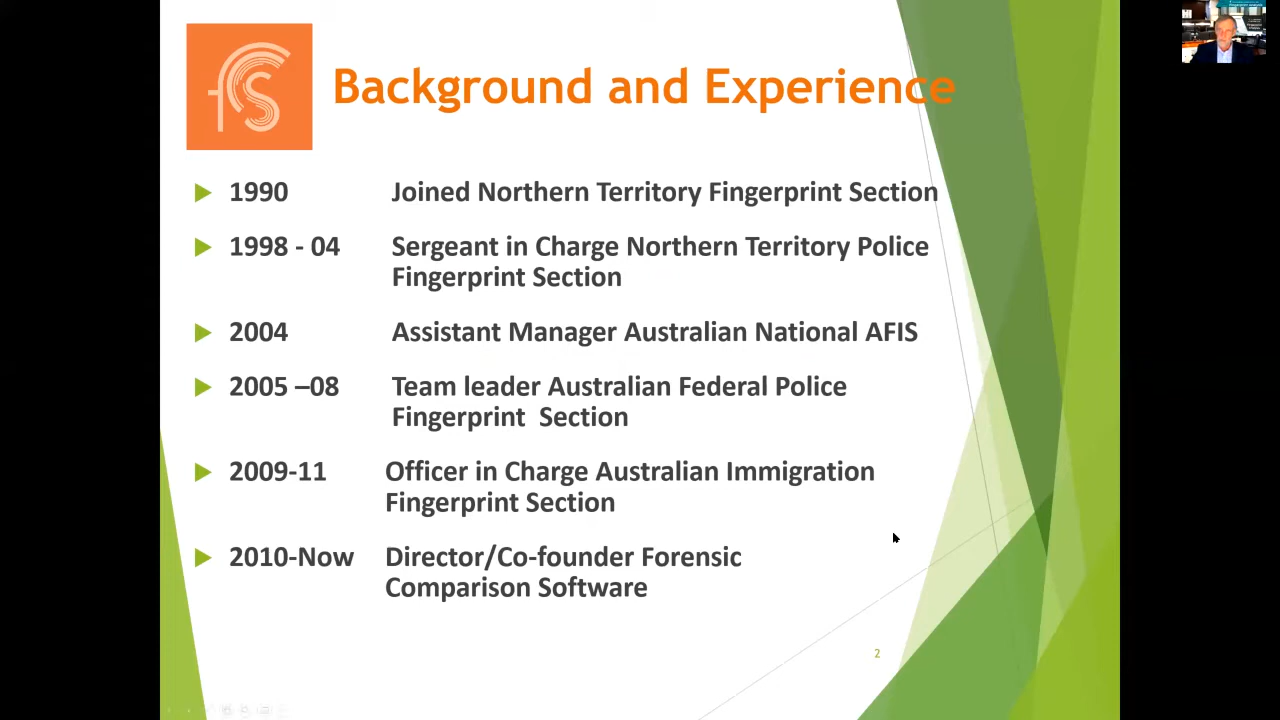 fCS
Background and Experience
1990 Joined Northern Territory Fingerprint Section
1998 - 04 Sergeant in Charge Northern Territory Police
Fingerprint Section
2004 Assistant Manager Australian National AFIS
2005 –08 Team leader Australian Federal Police
Fingerprint Section
2009-11 Officer in Charge Australian Immigration
Fingerprint Section
2010-Now Director/Co-founder Forensic
Comparison Software
2